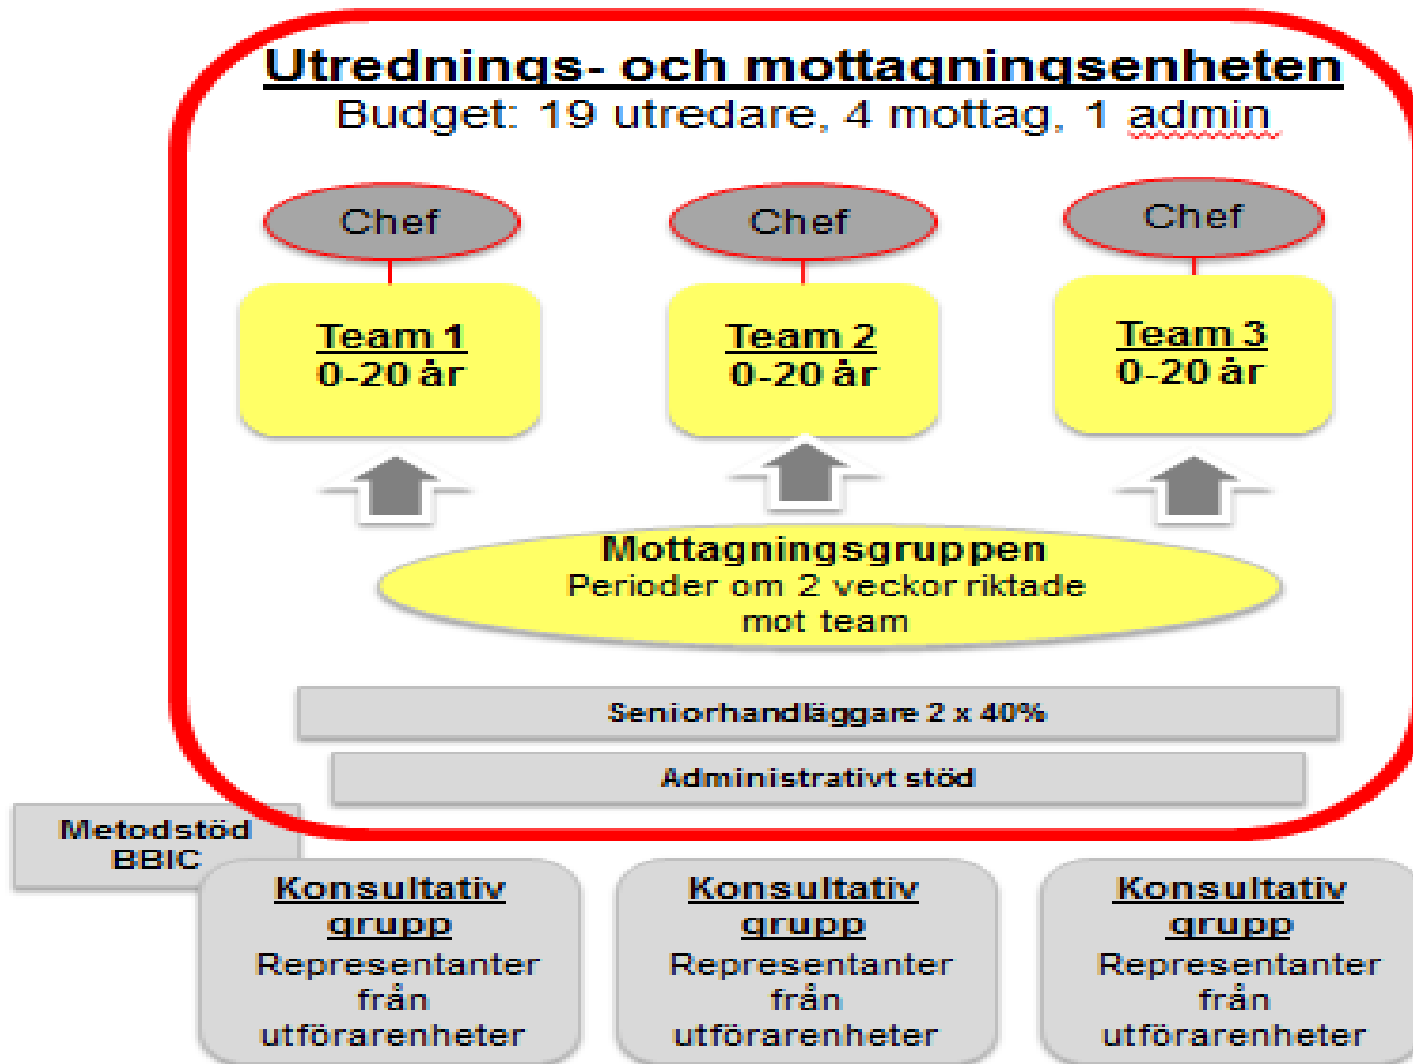 Utrednings- och mottagningsenheten
Budget: 19 utredare, 4 mottag, 1 admin
Chef
Chef
Chef
Team 1
0-20 år
Team 2
0-20 år
Team 3
0-20 år
Mottagningsgruppen
Perioder om 2 veckor riktade
mot team
Seniorhandläggare 2 x 40%
Administrativt stöd
Metodstöd
BBIC
Konsultativ
grupp
Representanter
från
utförarenheter
Konsultativ
grupp
Representanter
från
utförarenheter
Konsultativ
grupp
Representanter
från
utförarenheter